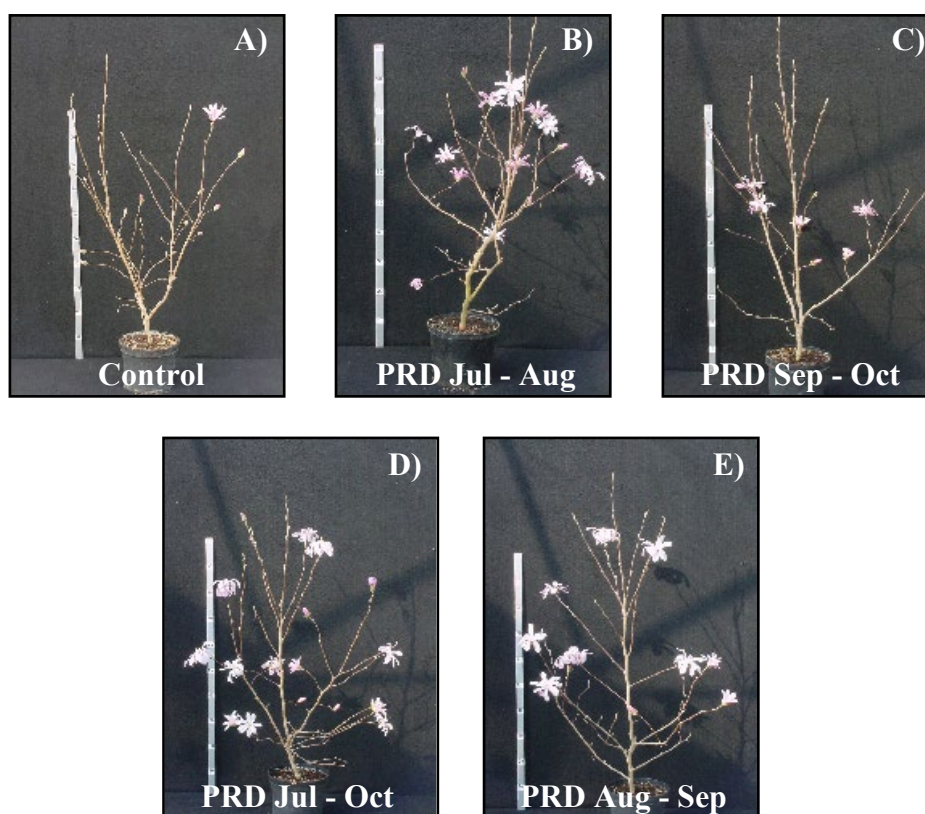 A)
Control
B)
PRD Jul - Aug
C)
PRD Sep - Oct
D)
PRD Jul - Oct
E)
PRD Aug - Sep